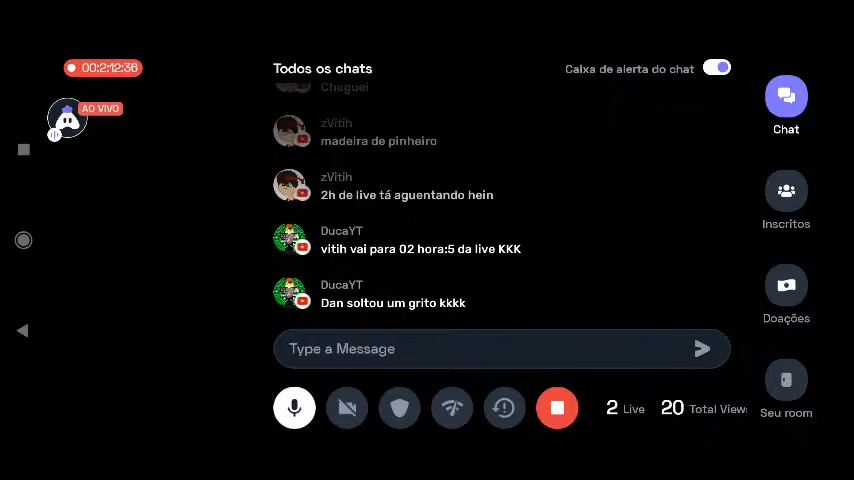 00:2:12:36
AO VIVO
Todos os chats
Caixa de alerta do chat
Cheguei
zVitih
madeira de pinheiro
zVitih
2h de live tá aguentando hein
DucaYT
vitih vai para 02 hora:5 da live KKK
DucaYT
Dan soltou um grito kkkk
Type a Message
2 Live
20 Total View
Chat
Inscritos
Doações
Seu room